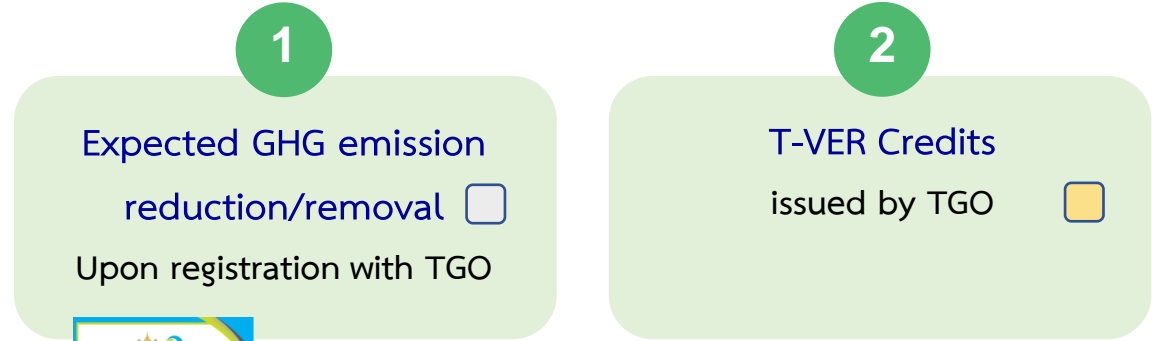 1
Expected GHG emission
reduction/removal
Upon registration with TGO
2
T-VER Credits
issued by TGO